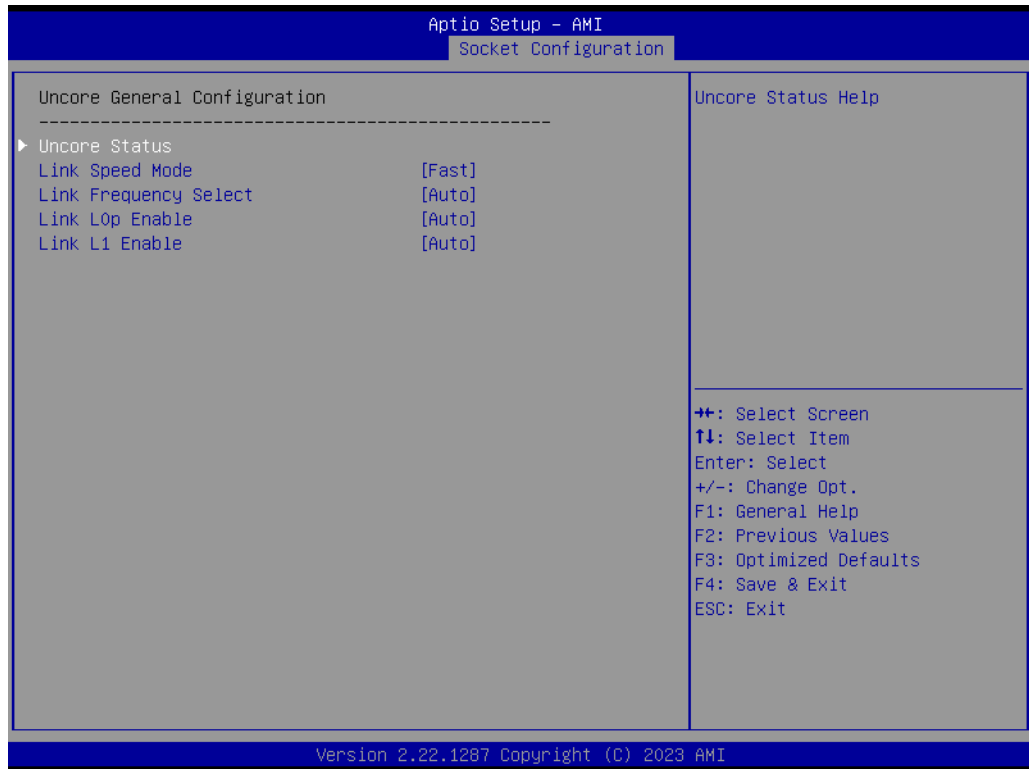 Aptio Setup – AMI
Socket Configuration
Uncore General Configuration
--------------------------------------------------
Uncore Status
Link Speed Mode [Fast]
Link Frequency Select [Auto]
Link L0p Enable [Auto]
Link L1 Enable [Auto]
Uncore Status Help
→←: Select Screen
↑↓: Select Item
Enter: Select
+/-: Change Opt.
F1: General Help
F2: Previous Values
F3: Optimized Defaults
F4: Save & Exit
ESC: Exit
Version 2.22.1287 Copyright (C) 2023 AMI